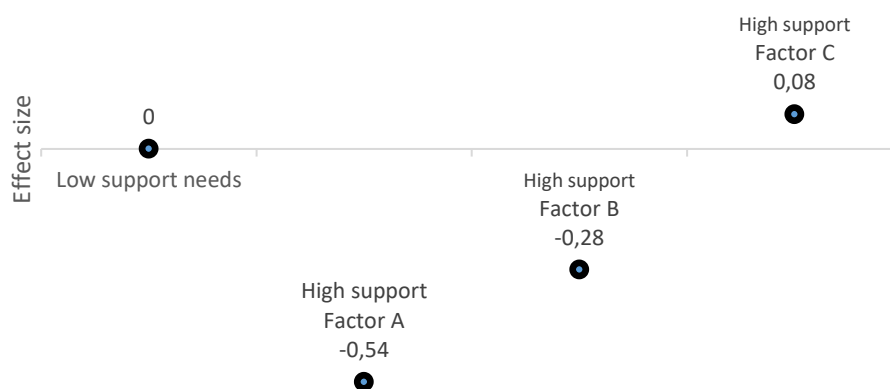 Effect size
0
Low support needs
High support
Factor A
-0,54
High support
Factor B
-0,28
High support
Factor C
0,08